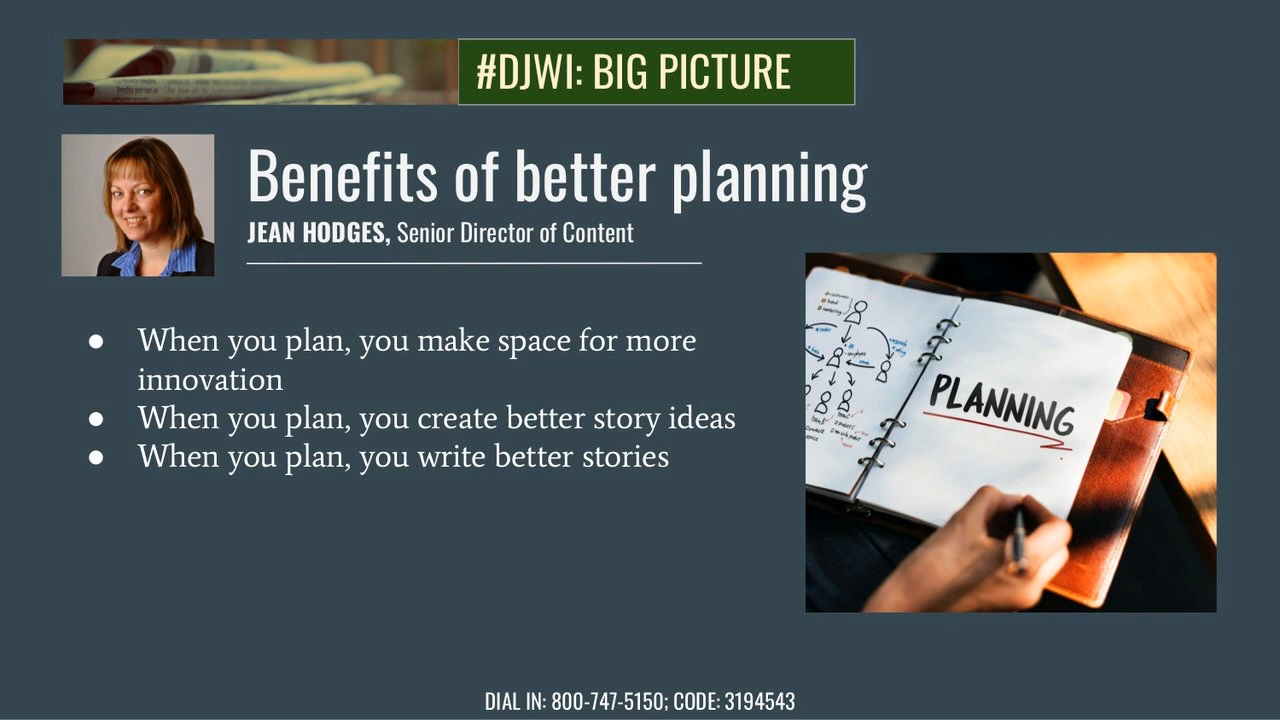 #DJWI: BIG PICTURE
Benefits of better planning
JEAN HODGES, Senior Director of Content
● When you plan, you make space for more
innovation
● When you plan, you create better story ideas
● When you plan, you write better stories
PLANNING
DIAL IN: 800-747-5150; CODE: 3194543